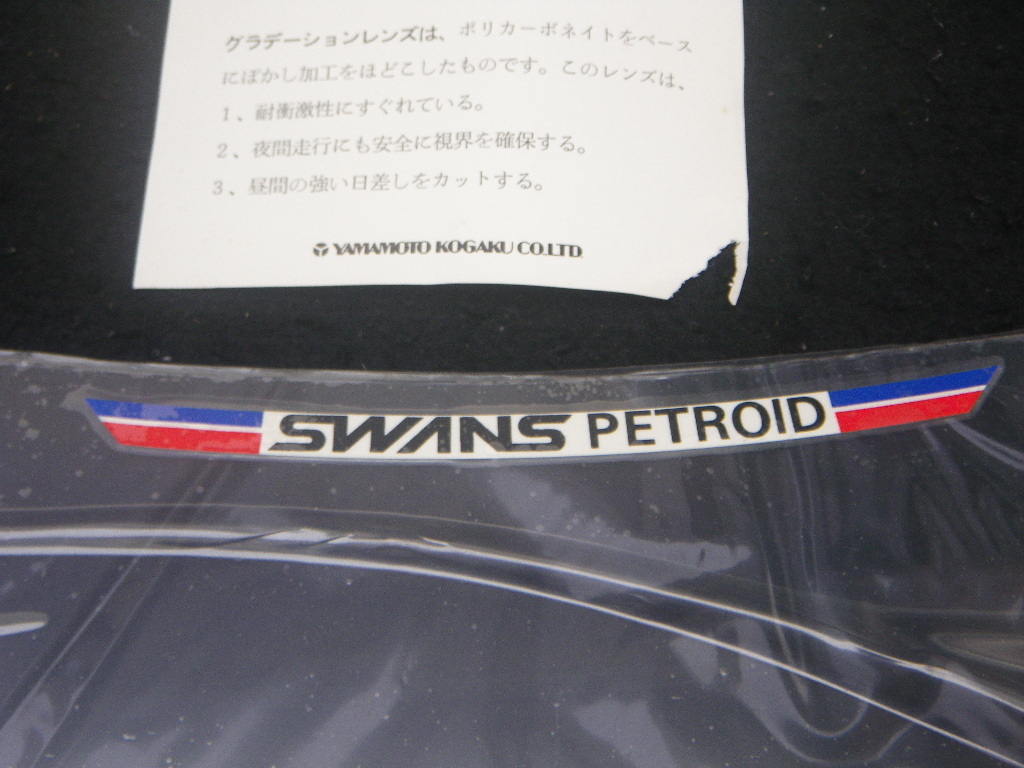 グラデーションレンズは、ポリカーボネイトをベース
にぼかし加工をほどこしたものです。このレンズは、
1、耐衝激性にすぐれている。
2、夜間走行にも安全に視界を確保する。
3、昼間の強い日差しをカットする。
YAMAMOTO KOGAKU CO.LTD.
SWANS PETROID